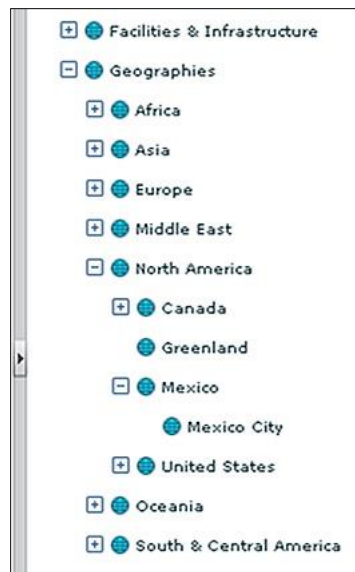 Facilities & Infrastructure
Geographies
Africa
Asia
Europe
Middle East
North America
Canada
Greenland
Mexico
Mexico City
United States
Oceania
South & Central America